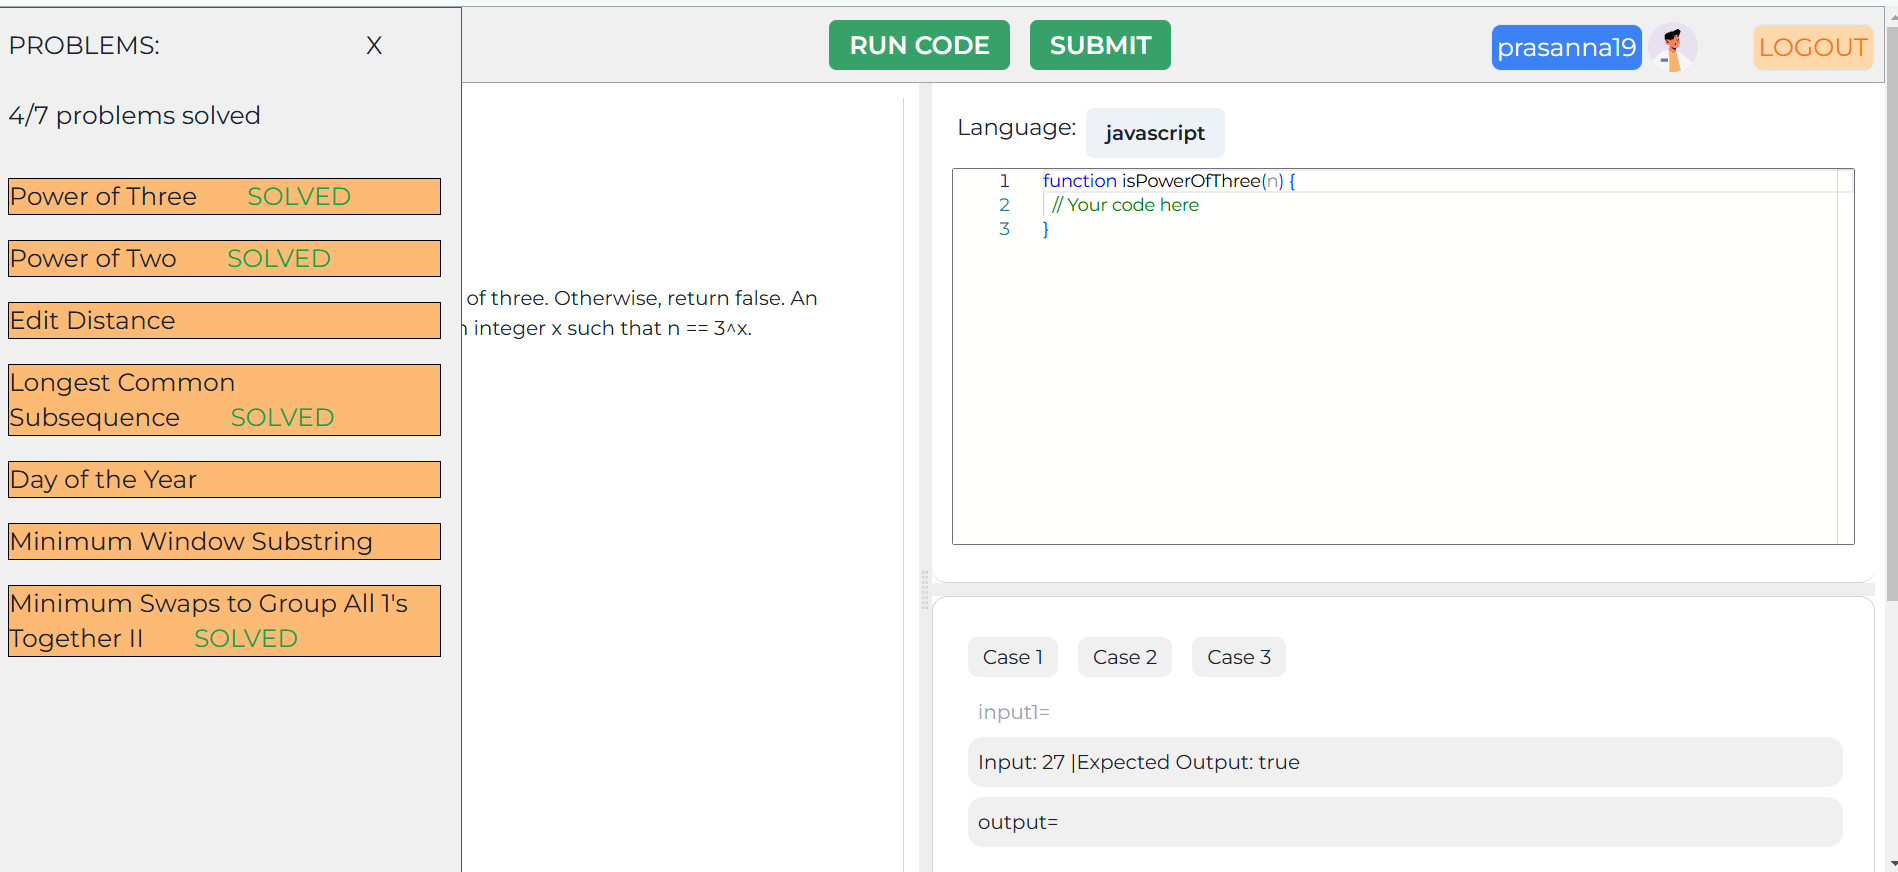 PROBLEMS: X
4/7 problems solved
Power of Three SOLVED
Power of Two SOLVED
Edit Distance
Longest Common
Subsequence SOLVED
Day of the Year
Minimum Window Substring
Minimum Swaps to Group All 1's
Together II SOLVED
RUN CODE SUBMIT prasanna19 LOGOUT
of three. Otherwise, return false. An
integer x such that n == 3^x.
Language: javascript
1 function isPowerOfThree(n) {
2 // Your code here
3 }
Case 1 Case 2 Case 3
input1=
Input: 27 |Expected Output: true
output=